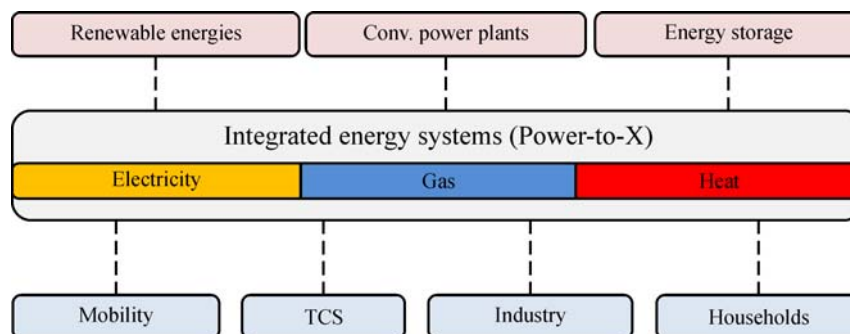 Renewable energies
Conv. power plants
Energy storage
Integrated energy systems (Power-to-X)
Electricity
Gas
Heat
Mobility
TCS
Industry
Households